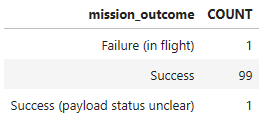 mission_outcome COUNT
Failure (in flight) 1
Success 99
Success (payload status unclear) 1